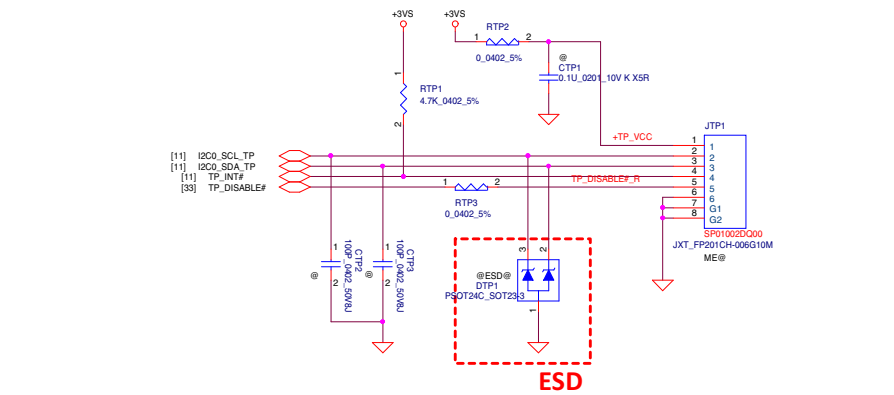 +3VS
+3VS
RTP2
1
2
0_0402_5%
@
CTP1
0.1U_0201_10V K X5R
1
RTP1
4.7K_0402_5%
2
+TP_VCC
JTP1
[11] I2C0_SCL_TP
[11] I2C0_SDA_TP
[11] TP_INT#
[33] TP_DISABLE#
1
2
RTP3
0_0402_5%
TP_DISABLE#_R
1
2
3
4
5
6
7
8
1
2
3
4
5
6
G1
G2
SP01002DQ00
JXT_FP201CH-006G10M
ME@
1
2
@
CTP2
100P_0402_50V8J
1
2
@
CTP3
100P_0402_50V8J
3
2
@ESD@
DTP1
PSOT24C_SOT23-3
1
ESD